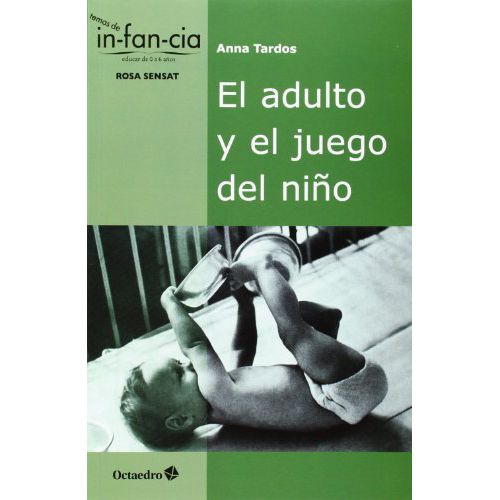 temas de
in-fan-cia
educar de 0 a 6 años
ROSA SENSAT
Anna Tardos
El adulto
y el juego
del niño
Octaedro